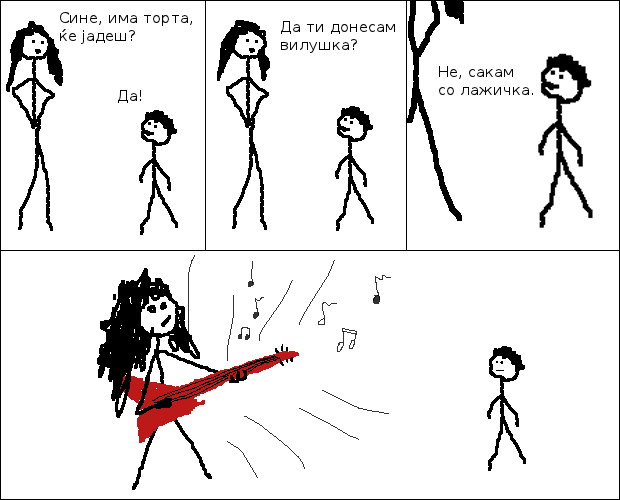 Сине, има торта,
ќе јадеш?
Да!
Да ти донесам
вилушка?
Не, сакам
со лажичка.